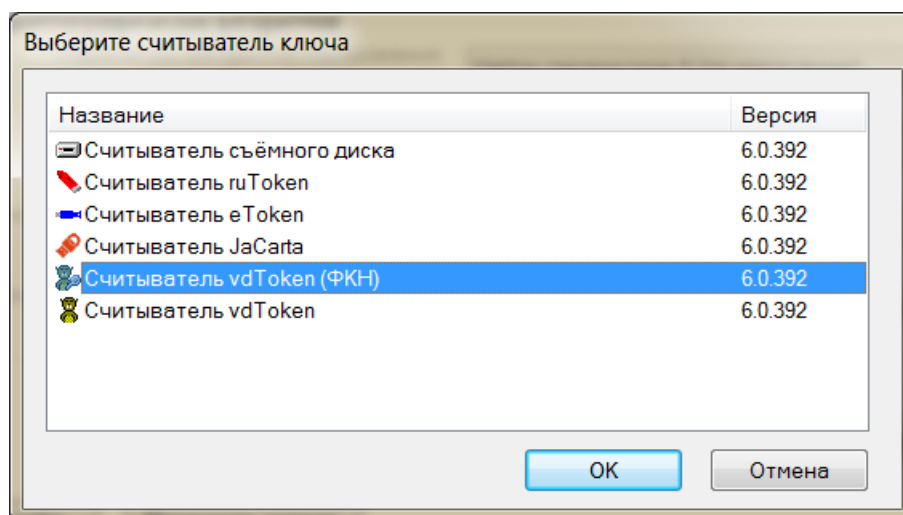 Выберите считыватель ключа
Название Версия
Считыватель съёмного диска 6.0.392
Считыватель ruToken 6.0.392
Считыватель eToken 6.0.392
Считыватель JaCarta 6.0.392
Считыватель vdToken (ФКН) 6.0.392
Считыватель vdToken 6.0.392
OK Отмена